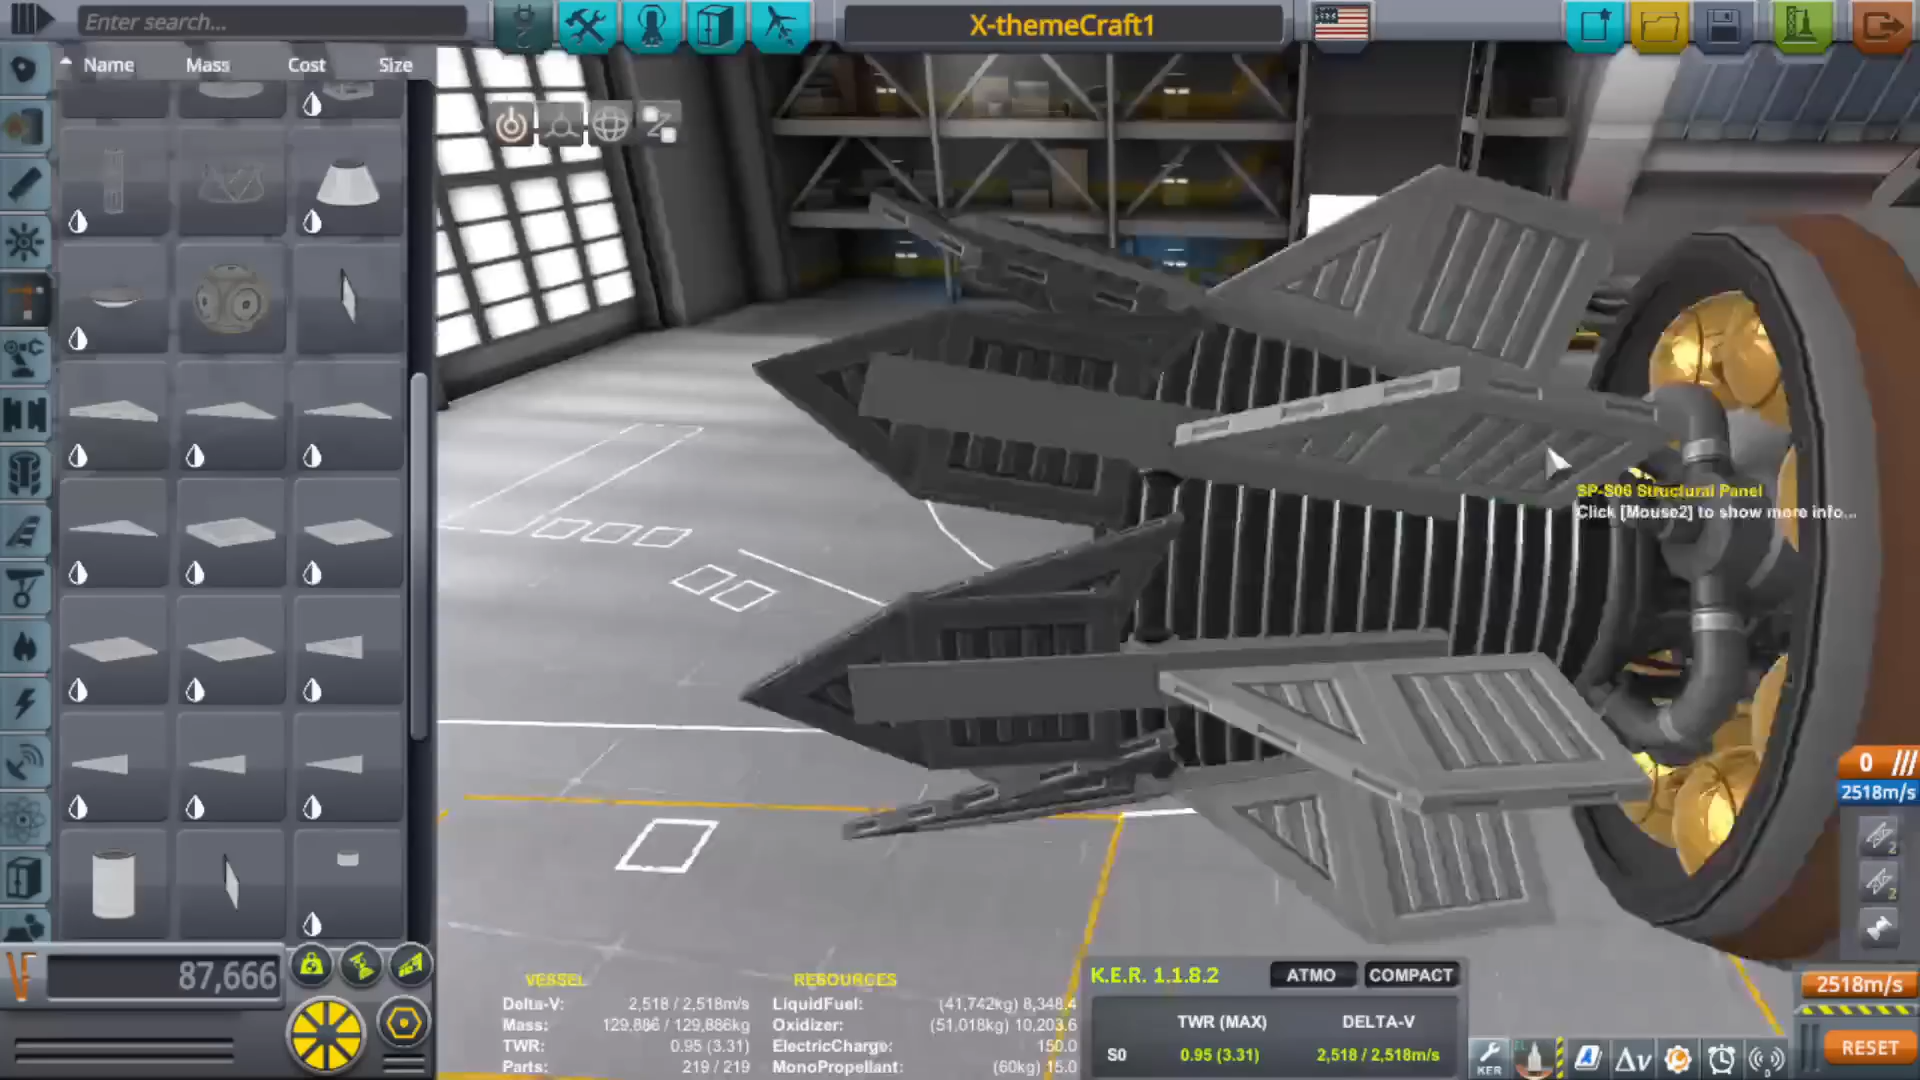 Enter search...
X-themeCraft1
Name Mass Cost Size
SP-S06 Structural Panel
Click [Mouse2] to show more info...
0
2518m/s
2
2
87,666
VESSEL
Delta-V: 2,518 / 2,518m/s
Mass: 129,886 / 129,886kg
TWR: 0.95 (3.31)
Parts: 219 / 219
RESOURCES
LiquidFuel: (41,742kg) 8,348.4
Oxidizer: (51,018kg) 10,203.6
ElectricCharge: 150.0
MonoPropellant: (60kg) 15.0
K.E.R. 1.1.8.2 ATMO COMPACT
TWR (MAX) DELTA-V
S0 0.95 (3.31) 2,518 / 2,518m/s
2518m/s
KER
Δv
RESET